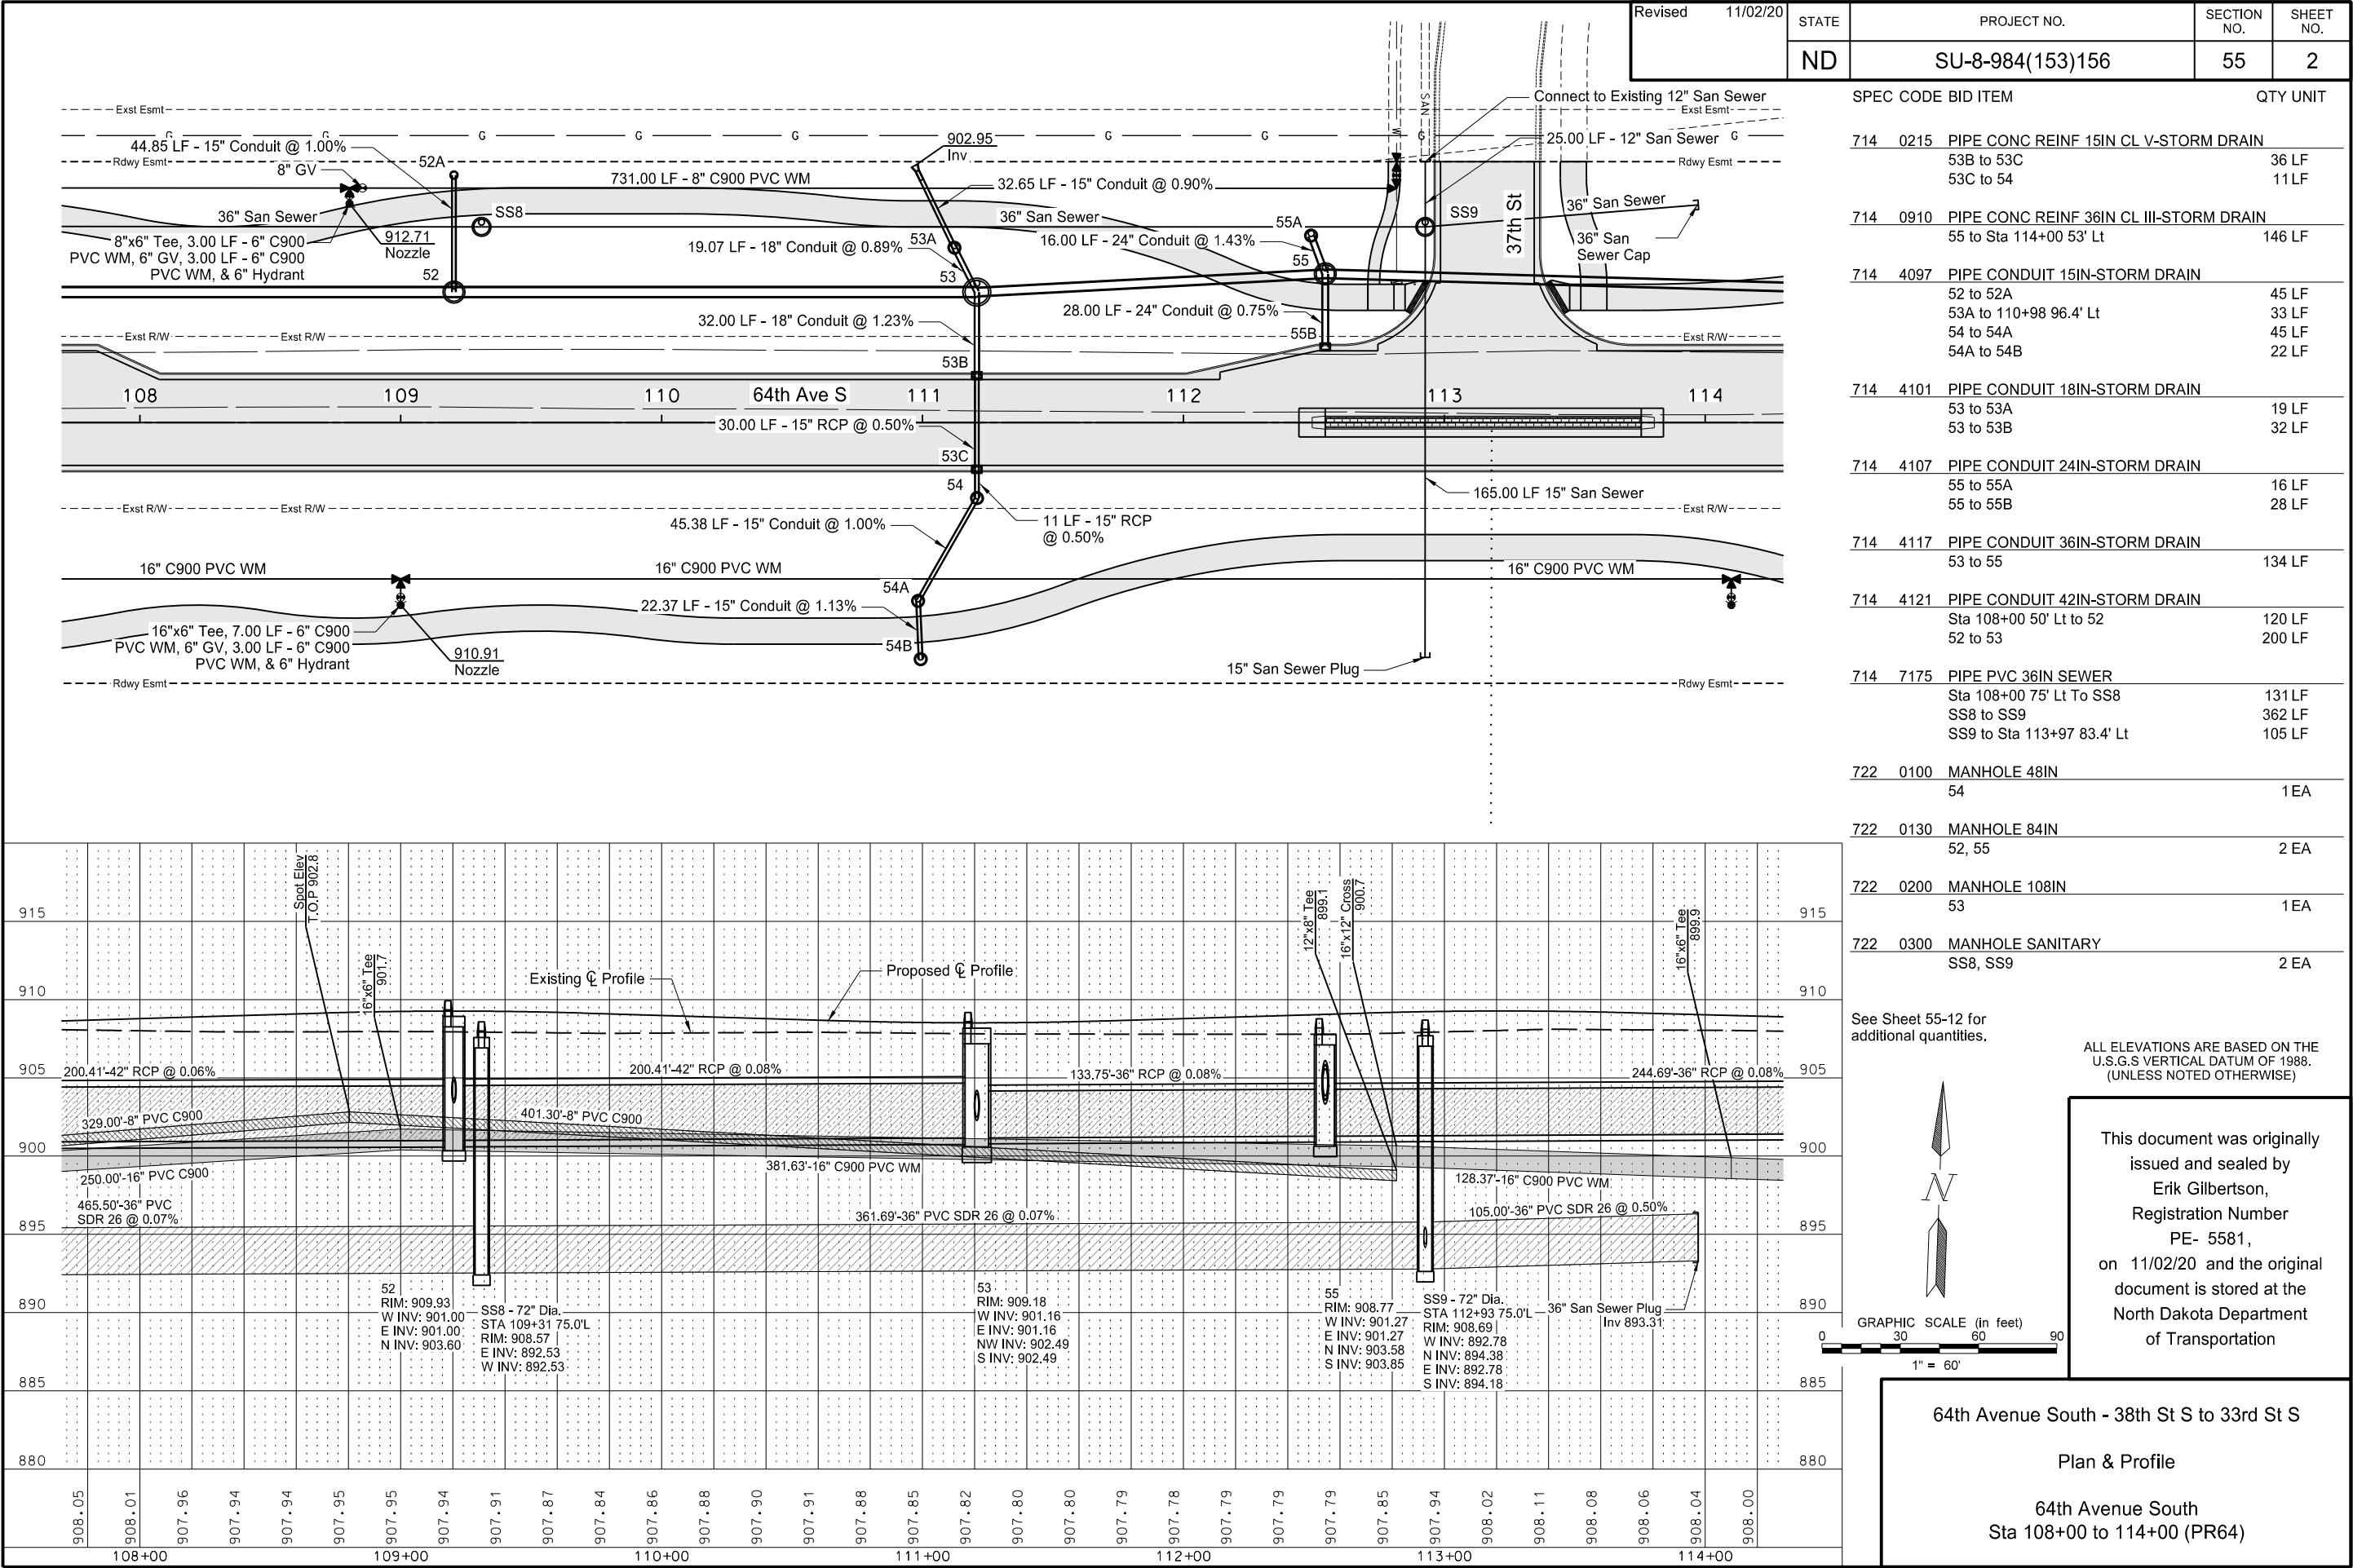 Revised 11/02/20
STATE
PROJECT NO.
SECTION NO.
SHEET NO.
ND
SU-8-984(153)156
55
2
Exst Esmt
Exst Esmt
G G G G G G G G G
44.85 LF - 15" Conduit @ 1.00%
Rdwy Esmt
Rdwy Esmt
8" GV
52A
902.95
Inv
731.00 LF - 8" C900 PVC WM
32.65 LF - 15" Conduit @ 0.90%
Connect to Existing 12" San Sewer
25.00 LF - 12" San Sewer
SAN
W
36" San Sewer
SS8
36" San Sewer
55A
SS9
37th St
36" San Sewer
36" San
Sewer Cap
8"x6" Tee, 3.00 LF - 6" C900
PVC WM, 6" GV, 3.00 LF - 6" C900
PVC WM, & 6" Hydrant
912.71
Nozzle
52
19.07 LF - 18" Conduit @ 0.89%
53A
53
16.00 LF - 24" Conduit @ 1.43%
55
28.00 LF - 24" Conduit @ 0.75%
55B
32.00 LF - 18" Conduit @ 1.23%
Exst R/W
Exst R/W
Exst R/W
53B
108 109 110 64th Ave S 111 112 113 114
30.00 LF - 15" RCP @ 0.50%
53C
54
165.00 LF 15" San Sewer
Exst R/W
Exst R/W
Exst R/W
45.38 LF - 15" Conduit @ 1.00%
11 LF - 15" RCP
@ 0.50%
16" C900 PVC WM
16" C900 PVC WM
16" C900 PVC WM
54A
22.37 LF - 15" Conduit @ 1.13%
54B
16"x6" Tee, 7.00 LF - 6" C900
PVC WM, 6" GV, 3.00 LF - 6" C900
PVC WM, & 6" Hydrant
910.91
Nozzle
15" San Sewer Plug
Rdwy Esmt
Rdwy Esmt
SPEC CODE BID ITEM QTY UNIT
714 0215 PIPE CONC REINF 15IN CL V-STORM DRAIN
53B to 53C 36 LF
53C to 54 11 LF
714 0910 PIPE CONC REINF 36IN CL III-STORM DRAIN
55 to Sta 114+00 53' Lt 146 LF
714 4097 PIPE CONDUIT 15IN-STORM DRAIN
52 to 52A 45 LF
53A to 110+98 96.4' Lt 33 LF
54 to 54A 45 LF
54A to 54B 22 LF
714 4101 PIPE CONDUIT 18IN-STORM DRAIN
53 to 53A 19 LF
53 to 53B 32 LF
714 4107 PIPE CONDUIT 24IN-STORM DRAIN
55 to 55A 16 LF
55 to 55B 28 LF
714 4117 PIPE CONDUIT 36IN-STORM DRAIN
53 to 55 134 LF
714 4121 PIPE CONDUIT 42IN-STORM DRAIN
Sta 108+00 50' Lt to 52 120 LF
52 to 53 200 LF
714 7175 PIPE PVC 36IN SEWER
Sta 108+00 75' Lt To SS8 131 LF
SS8 to SS9 362 LF
SS9 to Sta 113+97 83.4' Lt 105 LF
722 0100 MANHOLE 48IN
54 1 EA
722 0130 MANHOLE 84IN
52, 55 2 EA
722 0200 MANHOLE 108IN
53 1 EA
722 0300 MANHOLE SANITARY
SS8, SS9 2 EA
See Sheet 55-12 for
additional quantities.
ALL ELEVATIONS ARE BASED ON THE
U.S.G.S VERTICAL DATUM OF 1988.
(UNLESS NOTED OTHERWISE)
N
GRAPHIC SCALE (in feet)
0 30 60 90
1" = 60'
This document was originally
issued and sealed by
Erik Gilbertson,
Registration Number
PE- 5581,
on 11/02/20 and the original
document is stored at the
North Dakota Department
of Transportation
64th Avenue South - 38th St S to 33rd St S
Plan & Profile
64th Avenue South
Sta 108+00 to 114+00 (PR64)
Spot Elev
T.O.P 902.8
16"x6" Tee
901.7
12"x8" Tee
899.1
16"x12" Cross
900.7
16"x6" Tee
899.9
915 915
910 910
905 905
900 900
895 895
890 890
885 885
880 880
Existing ℄ Profile
Proposed ℄ Profile
200.41'-42" RCP @ 0.06%
200.41'-42" RCP @ 0.08%
133.75'-36" RCP @ 0.08%
244.69'-36" RCP @ 0.08%
329.00'-8" PVC C900
401.30'-8" PVC C900
250.00'-16" PVC C900
381.63'-16" C900 PVC WM
128.37'-16" C900 PVC WM
465.50'-36" PVC
SDR 26 @ 0.07%
361.69'-36" PVC SDR 26 @ 0.07%
105.00'-36" PVC SDR 26 @ 0.50%
52
RIM: 909.93
W INV: 901.00
E INV: 901.00
N INV: 903.60
SS8 - 72" Dia.
STA 109+31 75.0'L
RIM: 908.57
E INV: 892.53
W INV: 892.53
53
RIM: 909.18
W INV: 901.16
E INV: 901.16
NW INV: 902.49
S INV: 902.49
55
RIM: 908.77
W INV: 901.27
E INV: 901.27
N INV: 903.58
S INV: 903.85
SS9 - 72" Dia.
STA 112+93 75.0'L
RIM: 908.69
W INV: 892.78
N INV: 894.38
E INV: 892.78
S INV: 894.18
36" San Sewer Plug
Inv 893.31
908.05 908.01 907.96 907.94 907.94 907.95 907.95 907.94 907.91 907.87 907.84 907.86 907.88 907.90 907.91 907.88 907.85 907.82 907.80 907.80 907.79 907.78 907.79 907.79 907.79 907.85 907.94 908.02 908.11 908.08 908.06 908.04 908.00
108+00 109+00 110+00 111+00 112+00 113+00 114+00